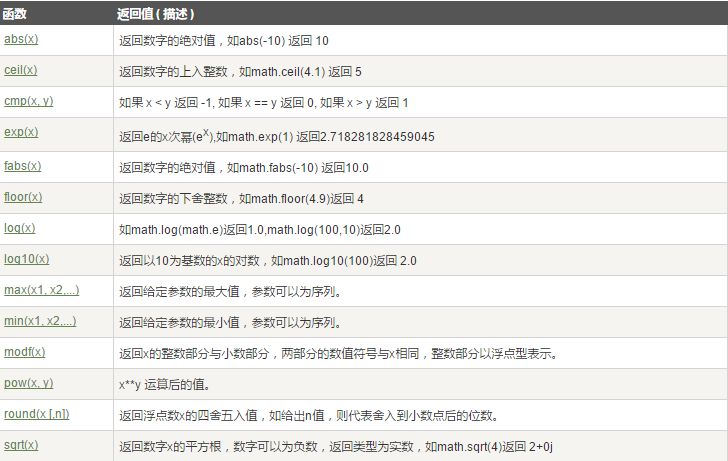 函数 返回值 ( 描述 )
abs(x) 返回数字的绝对值，如abs(-10) 返回 10
ceil(x) 返回数字的上入整数，如math.ceil(4.1) 返回 5
cmp(x, y) 如果 x < y 返回 -1, 如果 x == y 返回 0, 如果 x > y 返回 1
exp(x) 返回e的x次幂(eˣ),如math.exp(1) 返回2.718281828459045
fabs(x) 返回数字的绝对值，如math.fabs(-10) 返回10.0
floor(x) 返回数字的下舍整数，如math.floor(4.9)返回 4
log(x) 如math.log(math.e)返回1.0,math.log(100,10)返回2.0
log10(x) 返回以10为基数的x的对数，如math.log10(100)返回 2.0
max(x1, x2,...) 返回给定参数的最大值，参数可以为序列。
min(x1, x2,...) 返回给定参数的最小值，参数可以为序列。
modf(x) 返回x的整数部分与小数部分，两部分的数值符号与x相同，整数部分以浮点型表示。
pow(x, y) x**y 运算后的值。
round(x [,n]) 返回浮点数x的四舍五入值，如给出n值，则代表舍入到小数点后的位数。
sqrt(x) 返回数字x的平方根，数字可以为负数，返回类型为实数，如math.sqrt(4)返回 2+0j